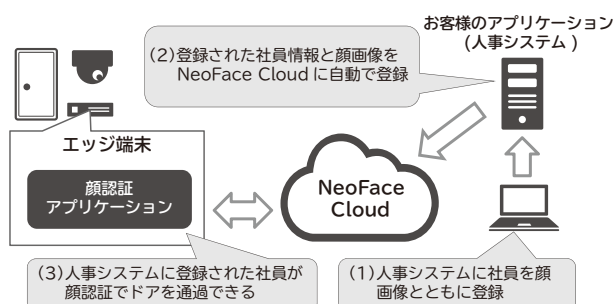 お客様のアプリケーション
(人事システム )
(2)登録された社員情報と顔画像を
NeoFace Cloud に自動で登録
エッジ端末
顔認証
アプリケーション
NeoFace
Cloud
(3)人事システムに登録された社員が
顔認証でドアを通過できる
(1)人事システムに社員を顔
画像とともに登録